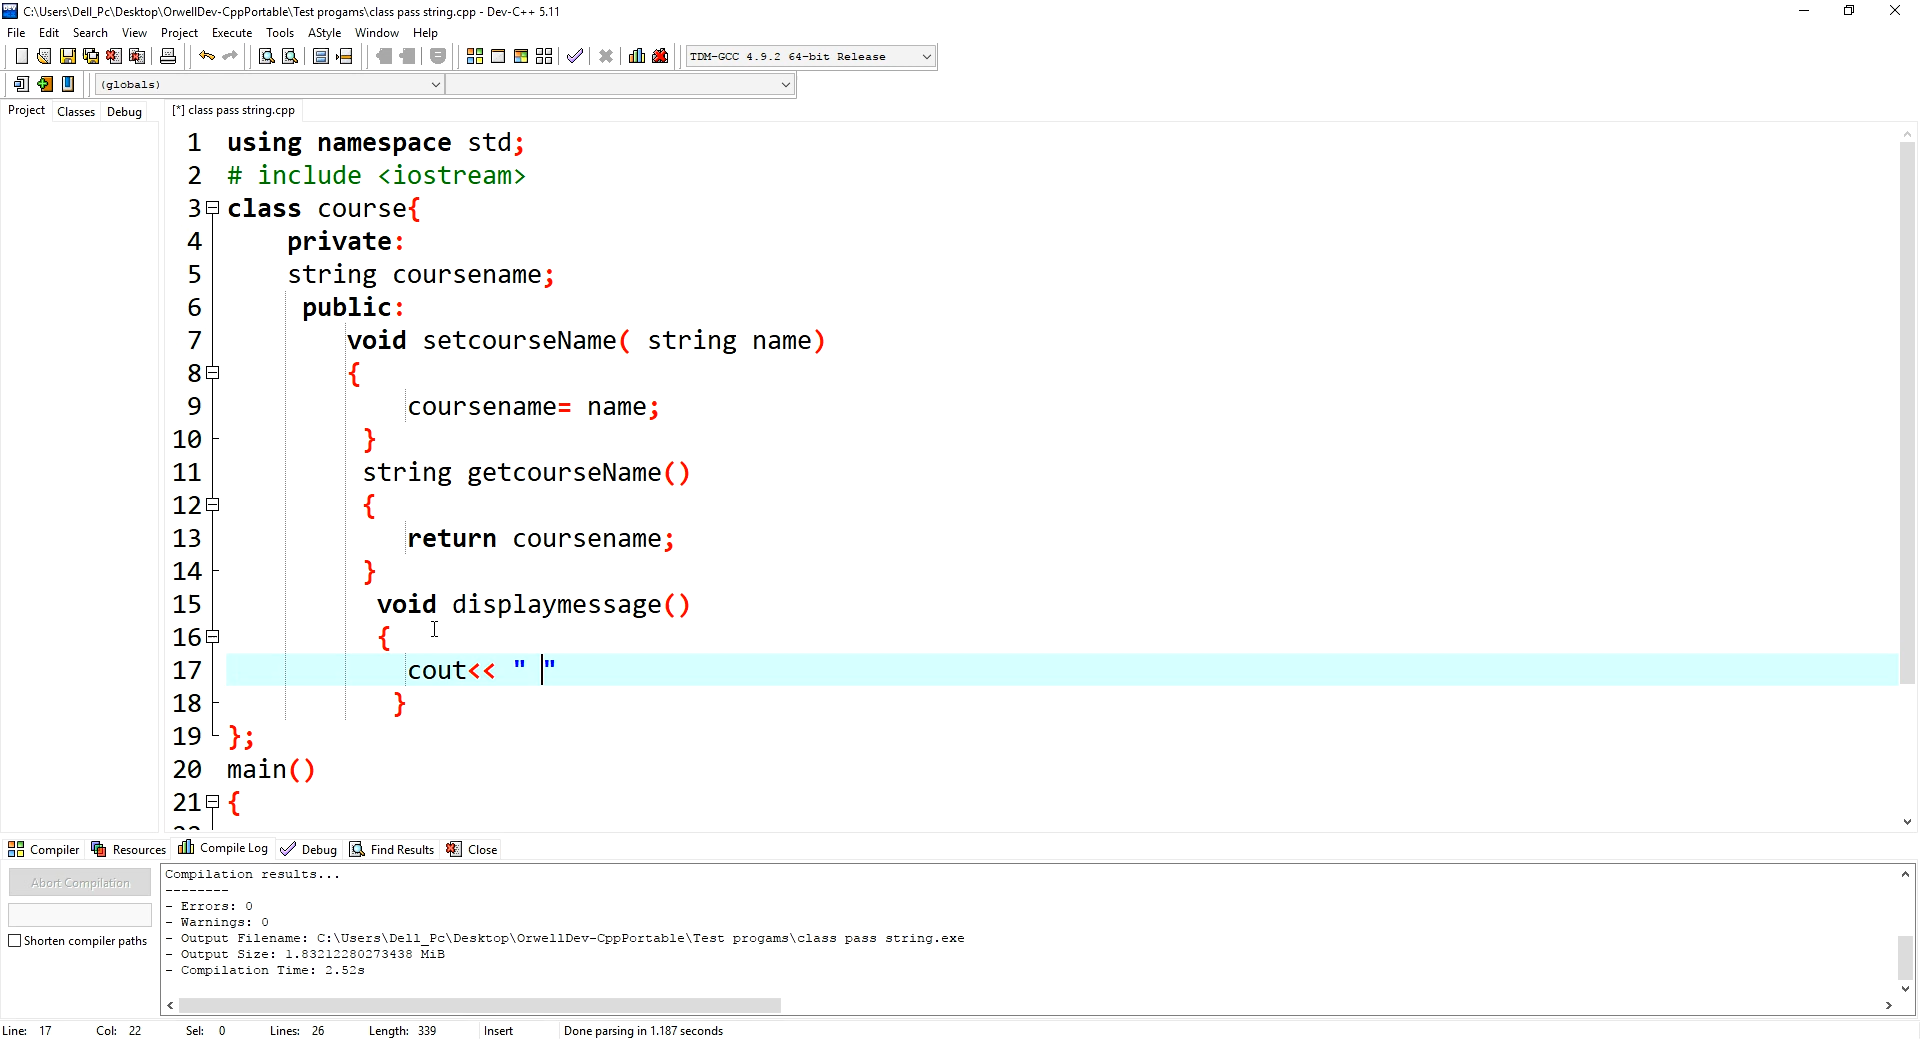 C:\Users\Dell_Pc\Desktop\OrwellDev-CppPortable\Test progams\class pass string.cpp - Dev-C++ 5.11
File Edit Search View Project Execute Tools AStyle Window Help
TDM-GCC 4.9.2 64-bit Release
(globals)
Project Classes Debug [*] class pass string.cpp
1 using namespace std;
2 # include <iostream>
3 class course{
4 private:
5 string coursename;
6 public:
7 void setcourseName( string name)
8 {
9 coursename= name;
10 }
11 string getcourseName()
12 {
13 return coursename;
14 }
15 void displaymessage()
16 {
17 cout<< " "
18 }
19 };
20 main()
21 {
Compiler Resources Compile Log Debug Find Results Close
Abort Compilation
Shorten compiler paths
Compilation results...
--------
- Errors: 0
- Warnings: 0
- Output Filename: C:\Users\Dell_Pc\Desktop\OrwellDev-CppPortable\Test progams\class pass string.exe
- Output Size: 1.83212280273438 MiB
- Compilation Time: 2.52s
Line: 17 Col: 22 Sel: 0 Lines: 26 Length: 339 Insert Done parsing in 1.187 seconds